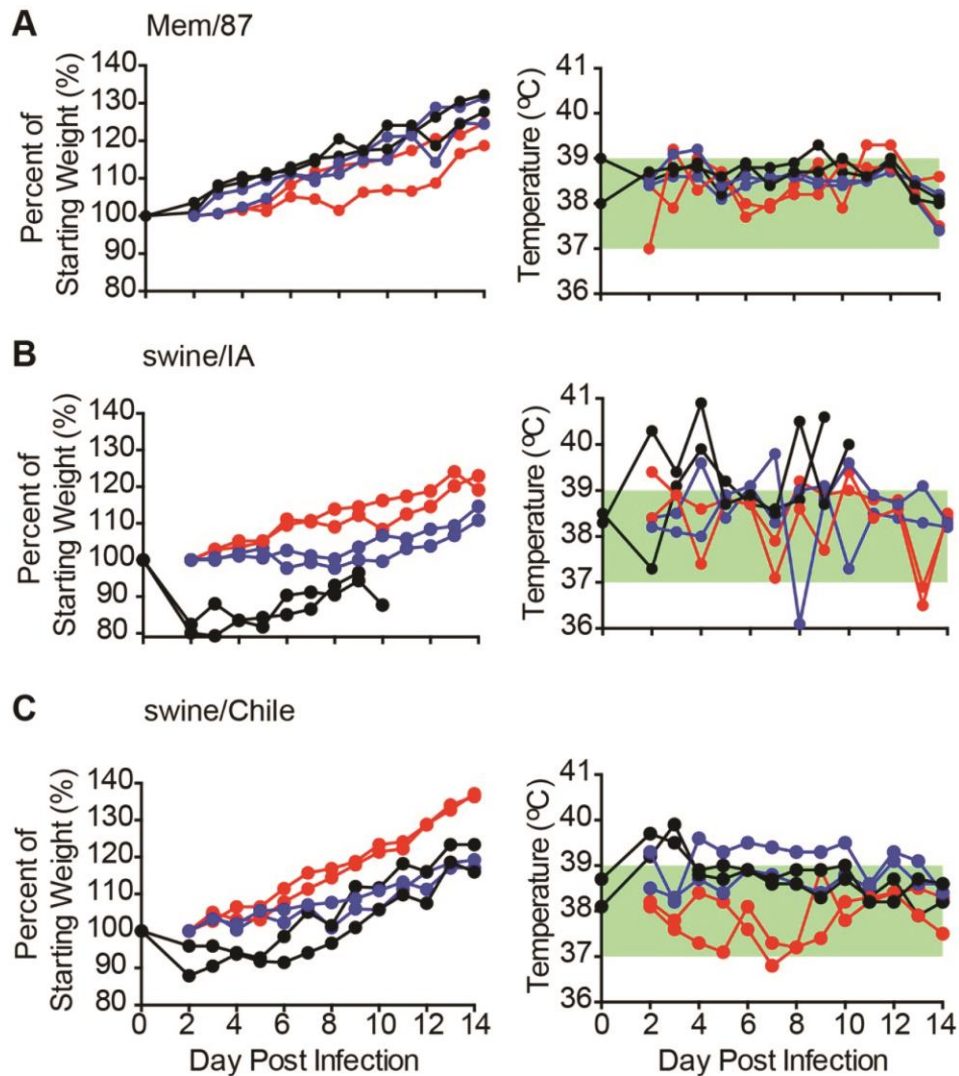 A Mem/87
Percent of
Starting Weight (%)
140
130
120
110
100
90
80
Temperature (ºC)
41
40
39
38
37
36
B swine/IA
Percent of
Starting Weight (%)
140
120
100
90
80
Temperature (ºC)
41
40
39
38
37
36
C swine/Chile
Percent of
Starting Weight (%)
140
120
110
100
90
80
0 2 4 6 8 10 12 14
Day Post Infection
Temperature (ºC)
41
40
39
38
37
36
0 2 4 6 8 10 12 14
Day Post Infection